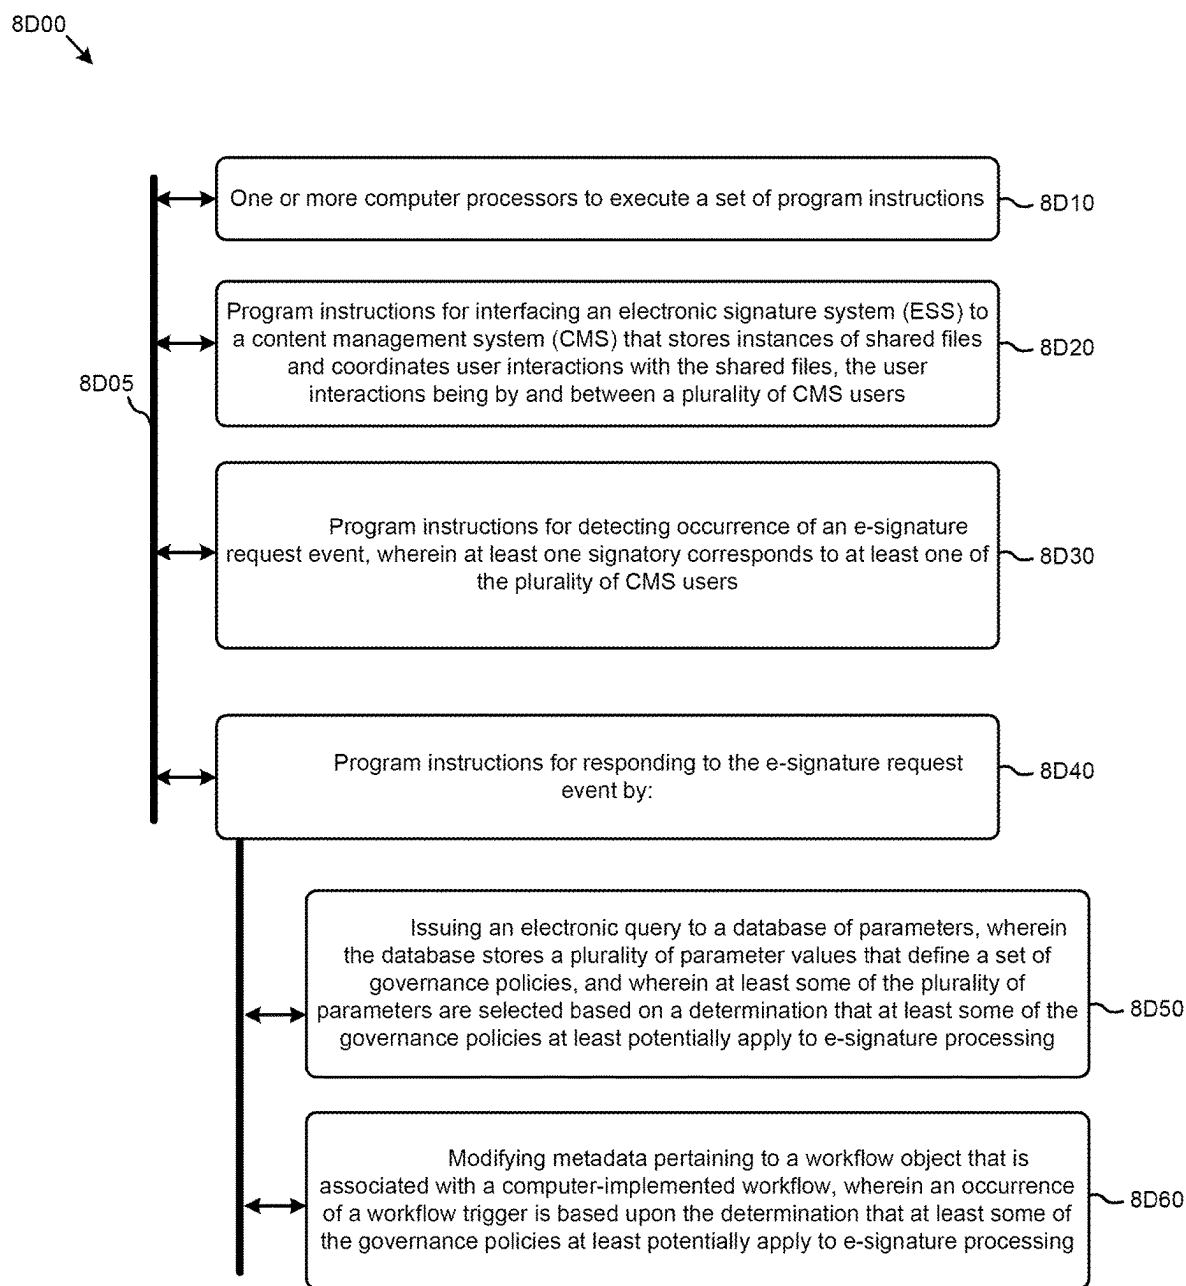 8D00
One or more computer processors to execute a set of program instructions
8D10
Program instructions for interfacing an electronic signature system (ESS) to
a content management system (CMS) that stores instances of shared files
and coordinates user interactions with the shared files, the user
interactions being by and between a plurality of CMS users
8D20
8D05
Program instructions for detecting occurrence of an e-signature
request event, wherein at least one signatory corresponds to at least one of
the plurality of CMS users
8D30
Program instructions for responding to the e-signature request
event by:
8D40
Issuing an electronic query to a database of parameters, wherein
the database stores a plurality of parameter values that define a set of
governance policies, and wherein at least some of the plurality of
parameters are selected based on a determination that at least some of the
governance policies at least potentially apply to e-signature processing
8D50
Modifying metadata pertaining to a workflow object that is
associated with a computer-implemented workflow, wherein an occurrence
of a workflow trigger is based upon the determination that at least some of
the governance policies at least potentially apply to e-signature processing
8D60